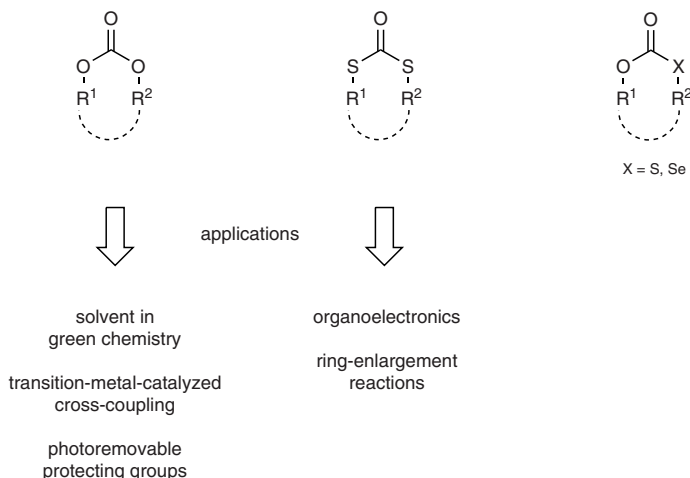 O
O
O
R1
R2
O
S
S
R1
R2
O
O
X
R1
R2
X = S, Se
applications
solvent in
green chemistry
transition-metal-catalyzed
cross-coupling
photoremovable
protecting groups
organoelectronics
ring-enlargement
reactions